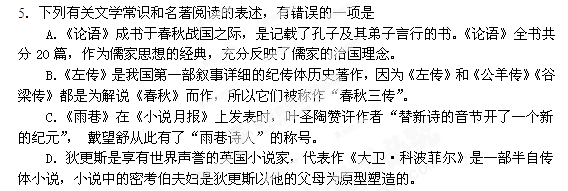 5．下列有关文学常识和名著阅读的表述，有错误的一项是
A.《论语》成书于春秋战国之际，是记载了孔子及其弟子言行的书。《论语》全书共
分 20 篇，作为儒家思想的经典，充分反映了儒家的治国理念。
B.《左传》是我国第一部叙事详细的纪传体历史著作，因为《左传》和《公羊传》《谷
梁传》都是为解说《春秋》而作，所以它们被称作“春秋三传”。
C.《雨巷》在《小说月报》上发表时，叶圣陶赞许作者“替新诗的音节开了一个新
的纪元”， 戴望舒从此有了“雨巷诗人”的称号。
D．狄更斯是享有世界声誉的英国小说家，代表作《大卫·科波菲尔》是一部半自传
体小说，小说中的密考伯夫妇是狄更斯以他的父母为原型塑造的。